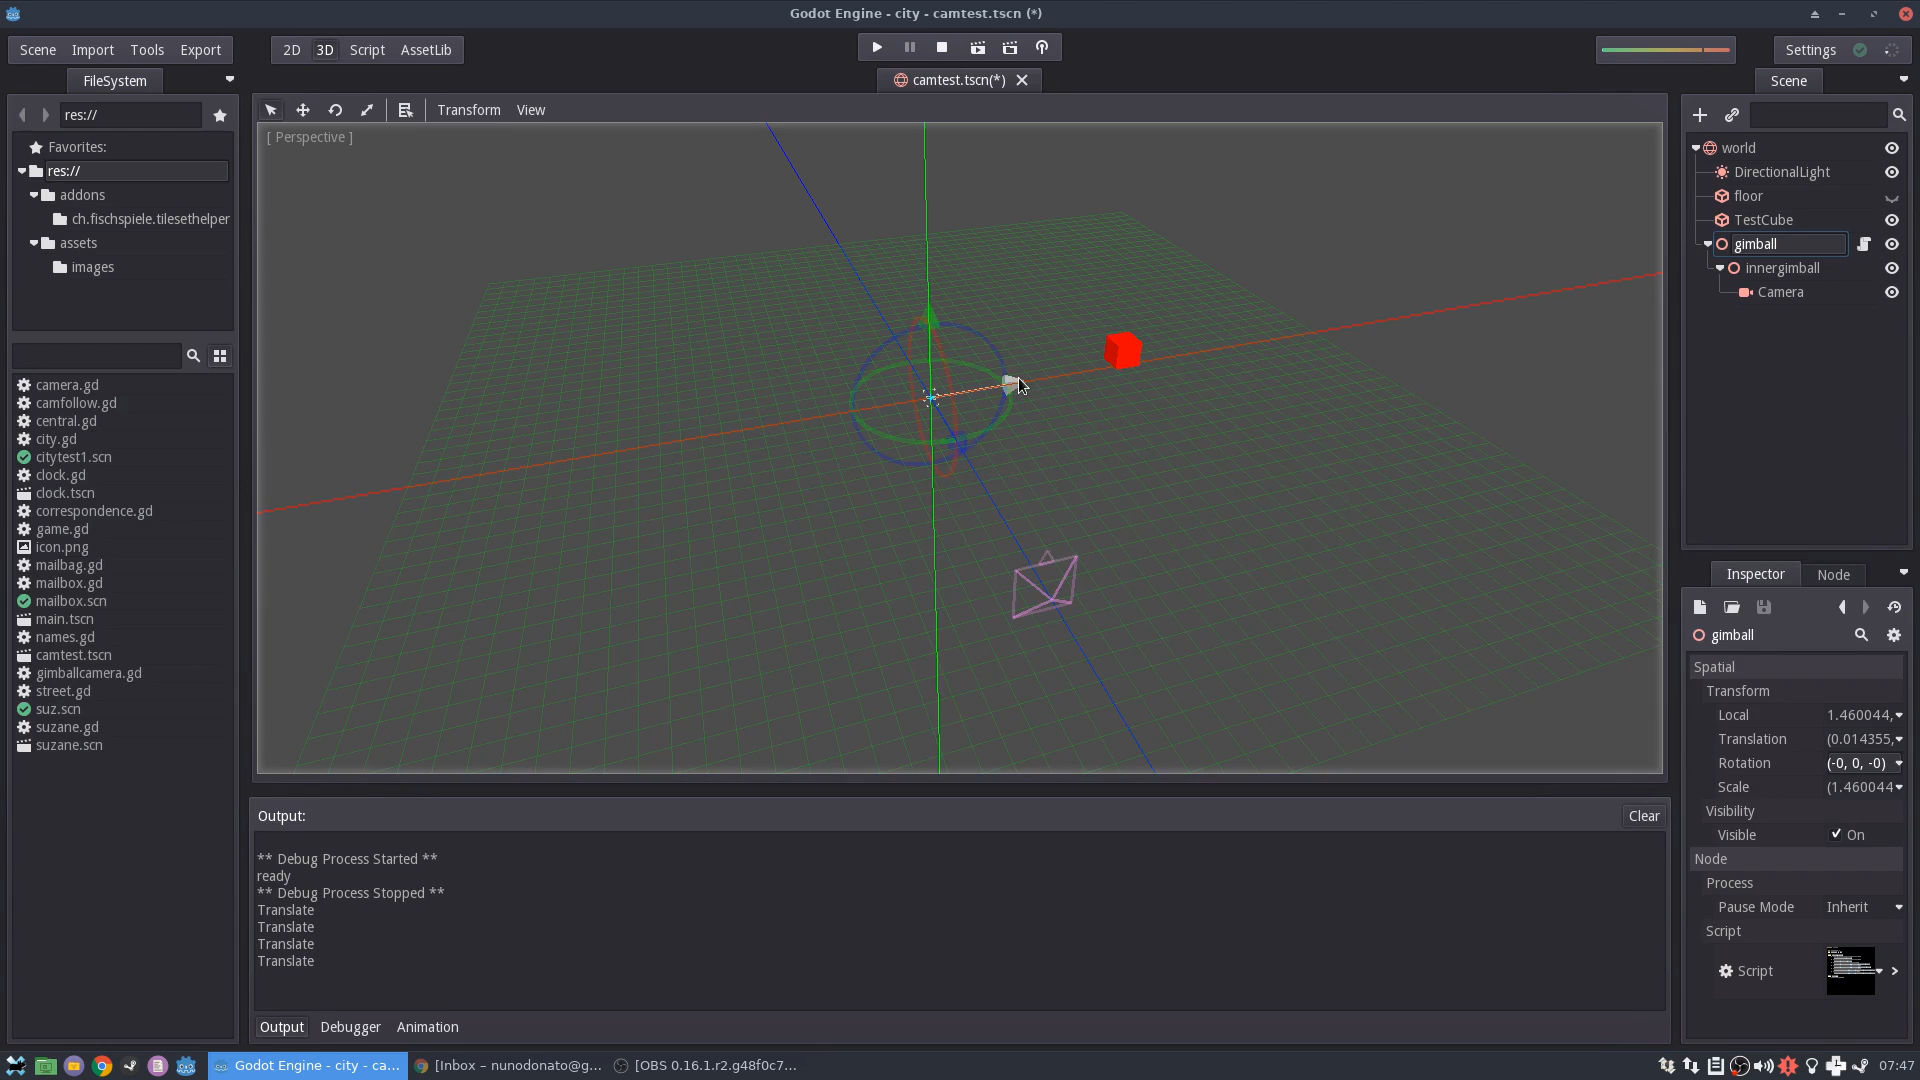 Godot Engine - city - camtest.tscn (*)
Scene Import Tools Export
2D 3D Script AssetLib
Settings
FileSystem
camtest.tscn(*)
Scene
res://
Transform View
[ Perspective ]
Favorites:
res://
addons
ch.fischspiele.tilesethelper
assets
images
camera.gd
camfollow.gd
central.gd
city.gd
citytest1.scn
clock.gd
clock.tscn
correspondence.gd
game.gd
icon.png
mailbag.gd
mailbox.gd
mailbox.scn
main.tscn
names.gd
camtest.tscn
gimballcamera.gd
street.gd
suz.scn
suzane.gd
suzane.scn
world
DirectionalLight
floor
TestCube
gimball
innergimball
Camera
Output:
Clear
** Debug Process Started **
ready
** Debug Process Stopped **
Translate
Translate
Translate
Translate
Output Debugger Animation
Inspector Node
gimball
Spatial
Transform
Local 1.460044,
Translation (0.014355,
Rotation (-0, 0, -0)
Scale (1.460044
Visibility
Visible On
Node
Process
Pause Mode Inherit
Script
Script
Godot Engine - city - ca...
[Inbox – nunodonato@g...
[OBS 0.16.1.r2.g48f0c7...
07:47